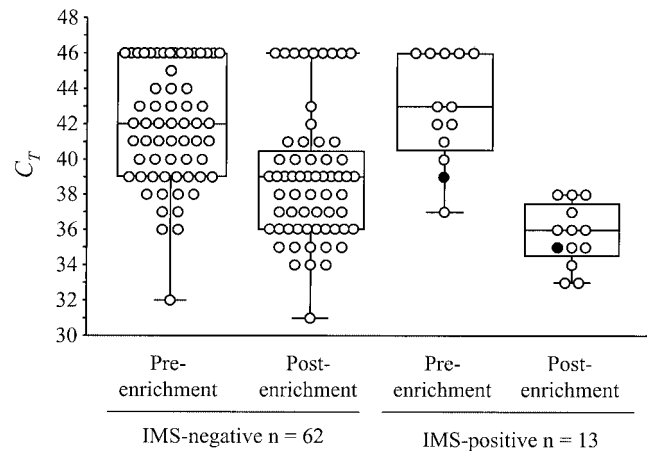 48
46
44
42
40
38
36
34
32
30
C_T
Pre-
enrichment
Post-
enrichment
Pre-
enrichment
Post-
enrichment
IMS-negative n = 62
IMS-positive n = 13